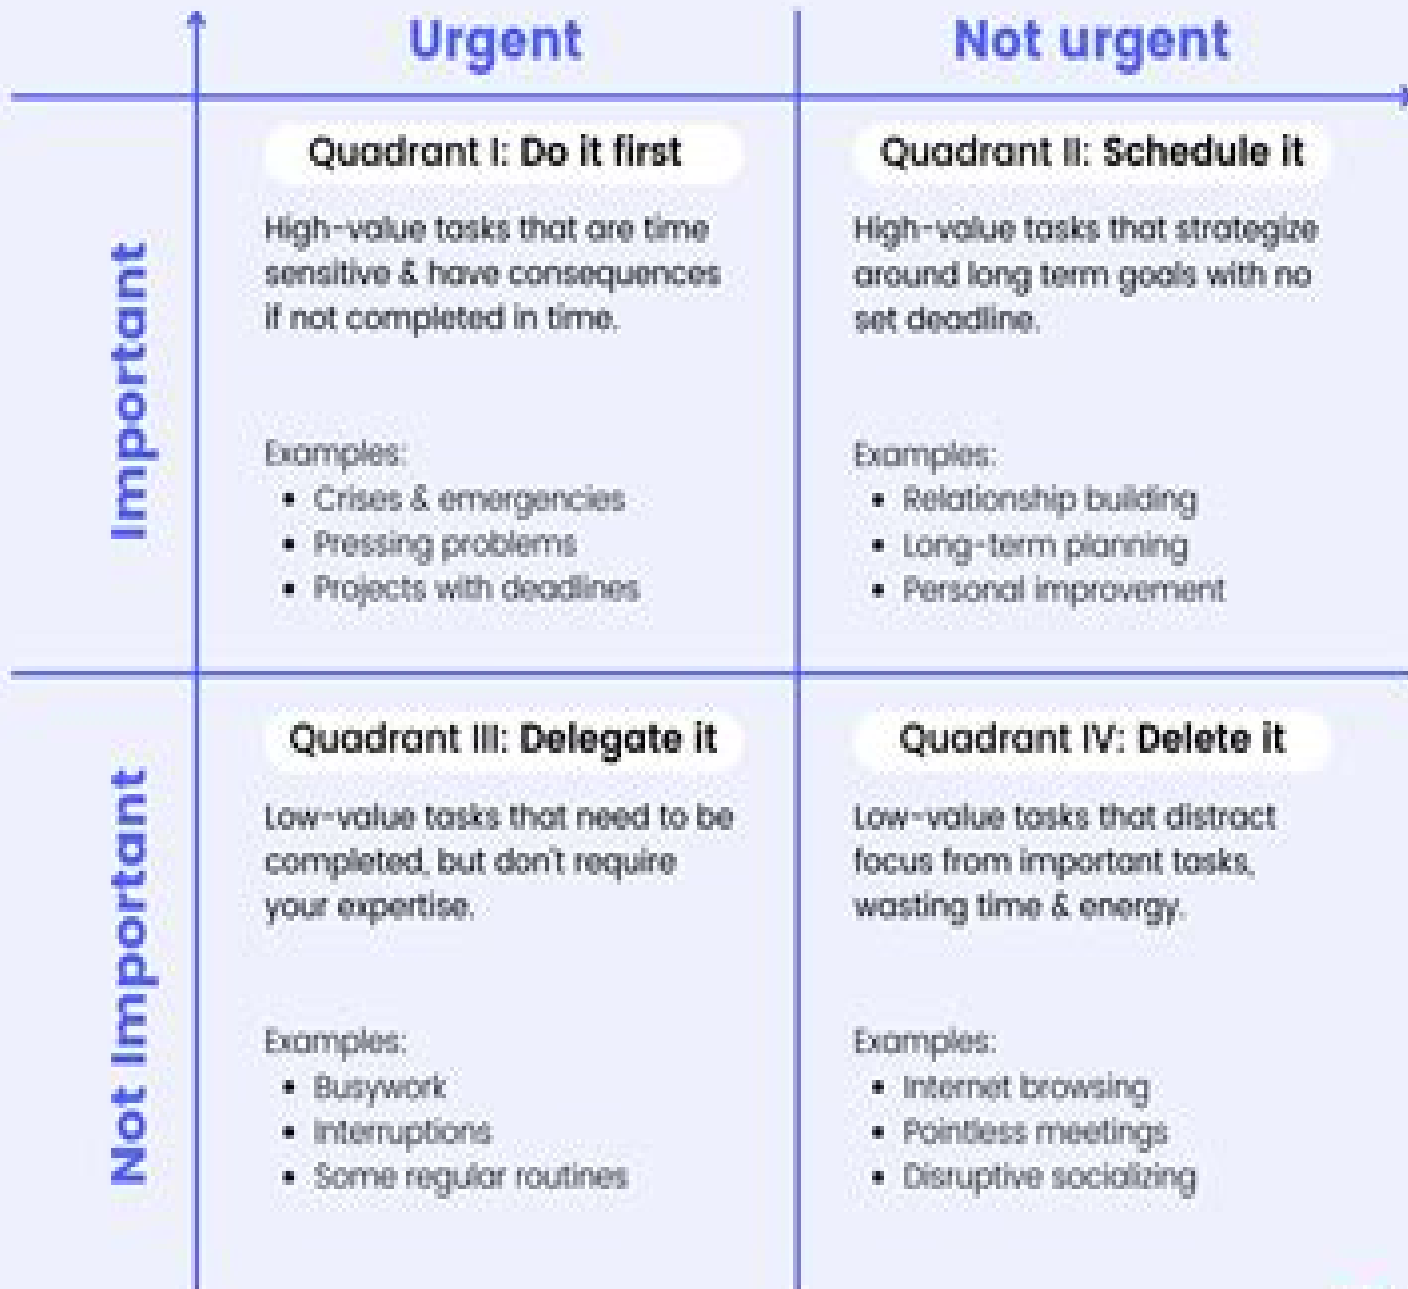 Urgent
Not urgent
Important
Quadrant I: Do it first
High-value tasks that are time
sensitive & have consequences
if not completed in time.
Examples:
• Crises & emergencies
• Pressing problems
• Projects with deadlines
Quadrant II: Schedule it
High-value tasks that strategize
around long term goals with no
set deadline.
Examples:
• Relationship building
• Long-term planning
• Personal improvement
Not Important
Quadrant III: Delegate it
Low-value tasks that need to be
completed, but don't require
your expertise.
Examples:
• Busywork
• Interruptions
• Some regular routines
Quadrant IV: Delete it
Low-value tasks that distract
focus from important tasks,
wasting time & energy.
Examples:
• Internet browsing
• Pointless meetings
• Disruptive socializing